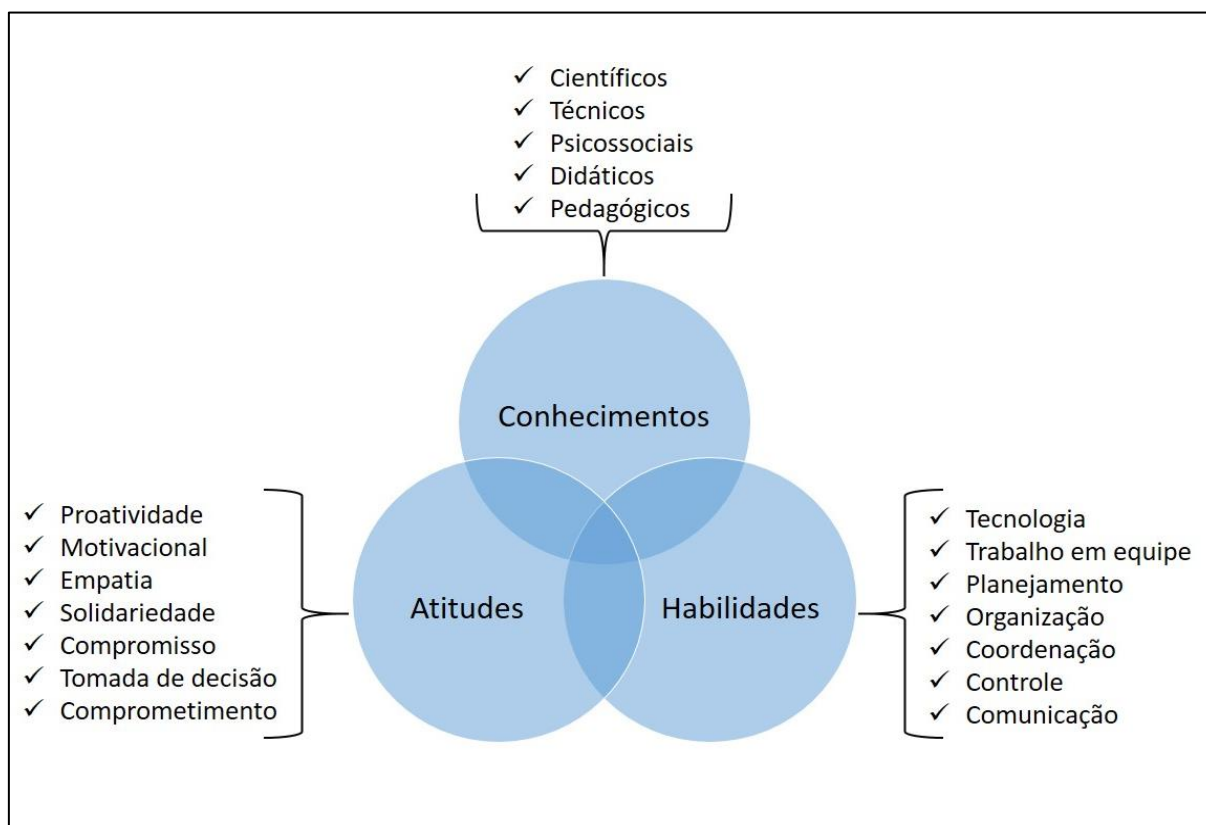 ✓ Científicos
✓ Técnicos
✓ Psicossociais
✓ Didáticos
✓ Pedagógicos
Conhecimentos
✓ Proatividade
✓ Motivacional
✓ Empatia
✓ Solidariedade
✓ Compromisso
✓ Tomada de decisão
✓ Comprometimento
Atitudes
Habilidades
✓ Tecnologia
✓ Trabalho em equipe
✓ Planejamento
✓ Organização
✓ Coordenação
✓ Controle
✓ Comunicação